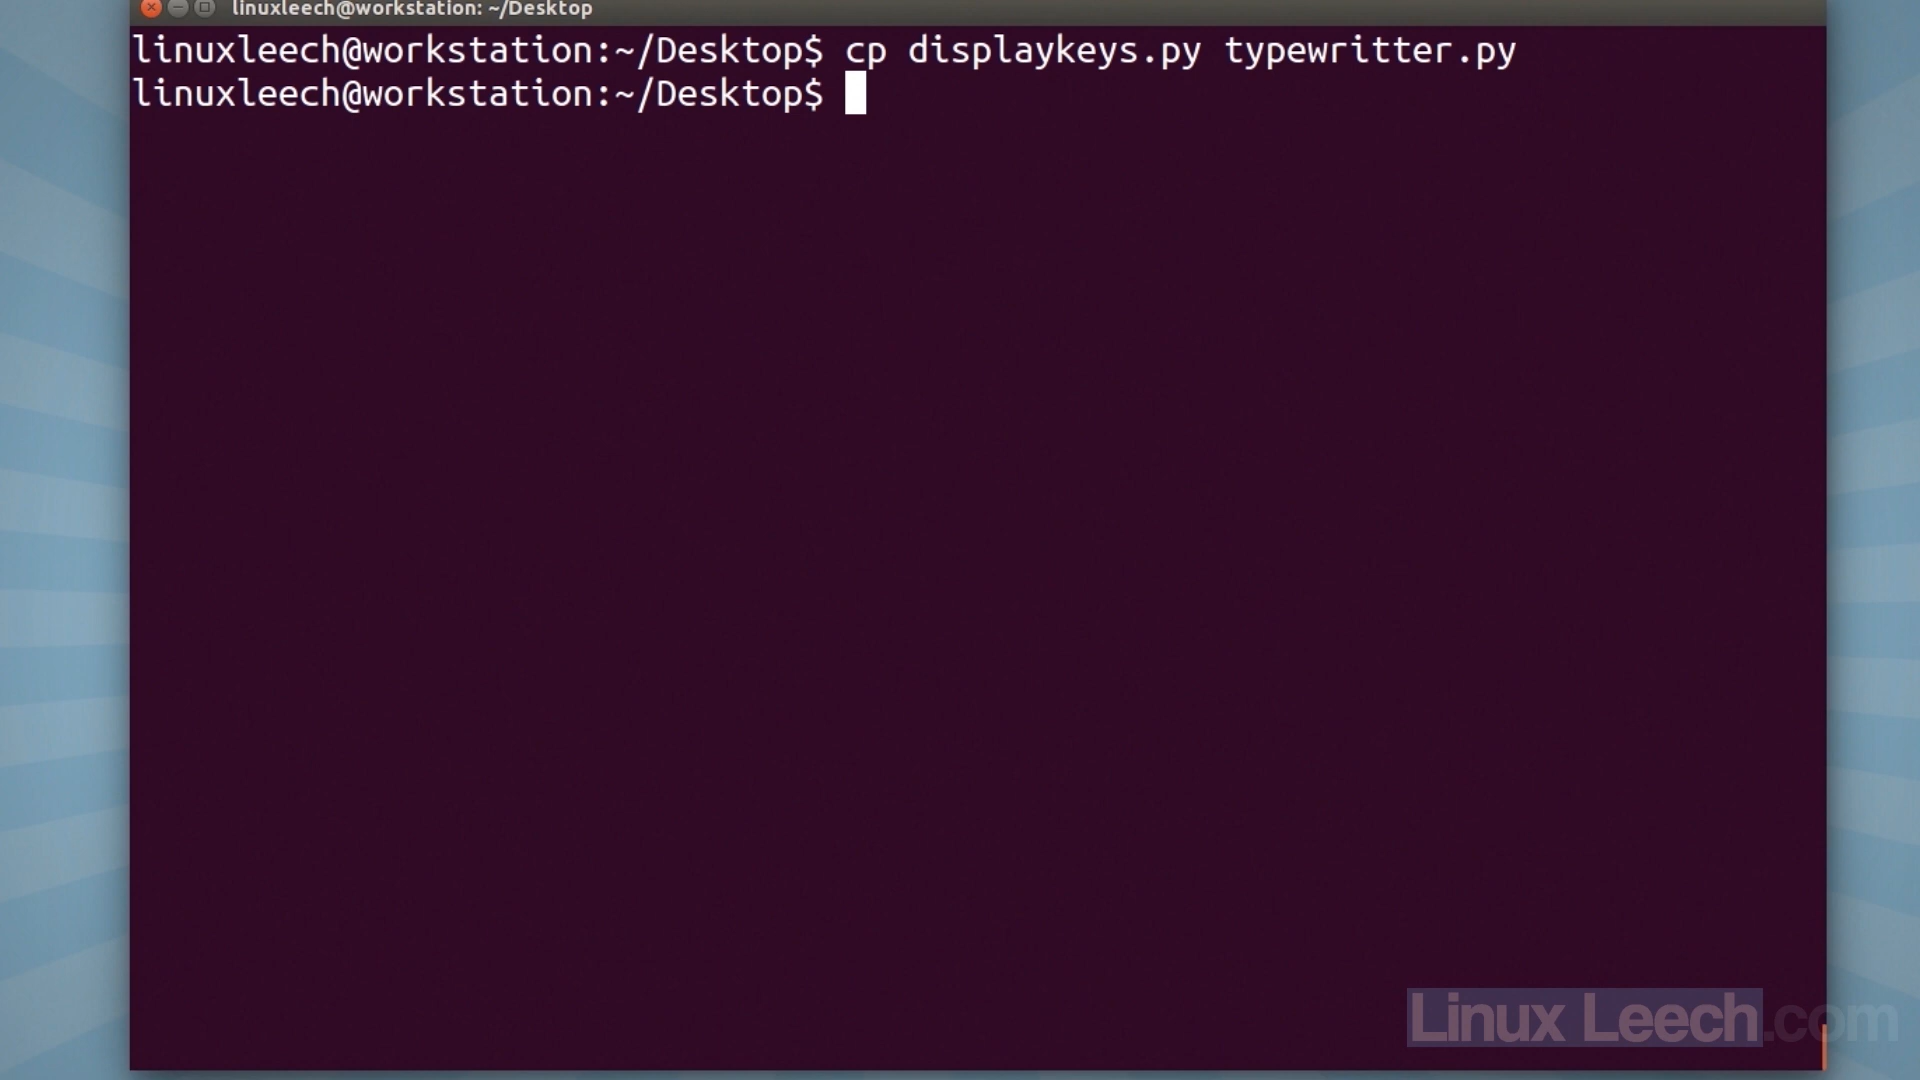 linuxleech@workstation: ~/Desktop
linuxleech@workstation:~/Desktop$ cp displaykeys.py typewritter.py
linuxleech@workstation:~/Desktop$
Linux Leech.com